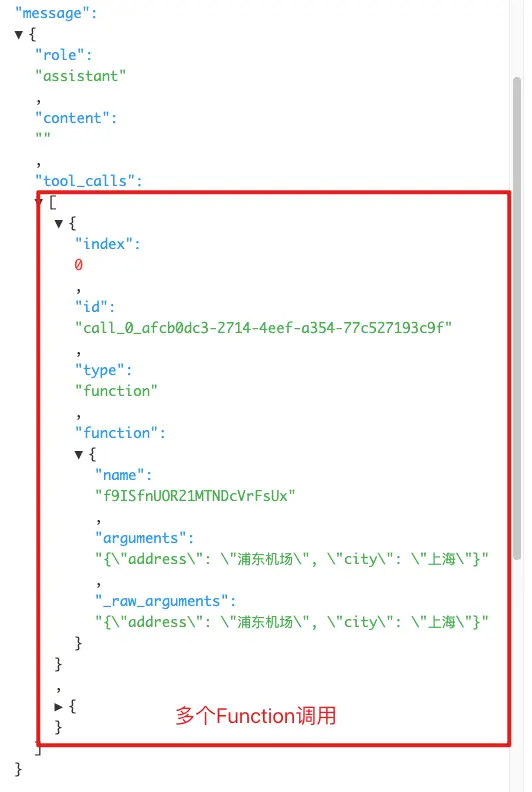 "message":
▼ {
"role":
"assistant"
,
"content":
""
,
"tool_calls":
▼ [
▼ {
"index":
0
,
"id":
"call_0_afcb0dc3-2714-4eef-a354-77c527193c9f"
,
"type":
"function"
,
"function":
▼ {
"name":
"f9ISfnUOR21MTNDcVrFsUx"
,
"arguments":
"{\"address\": \"浦东机场\", \"city\": \"上海\"}"
,
"_raw_arguments":
"{\"address\": \"浦东机场\", \"city\": \"上海\"}"
}
}
,
▶ {
多个Function调用
}
]
}